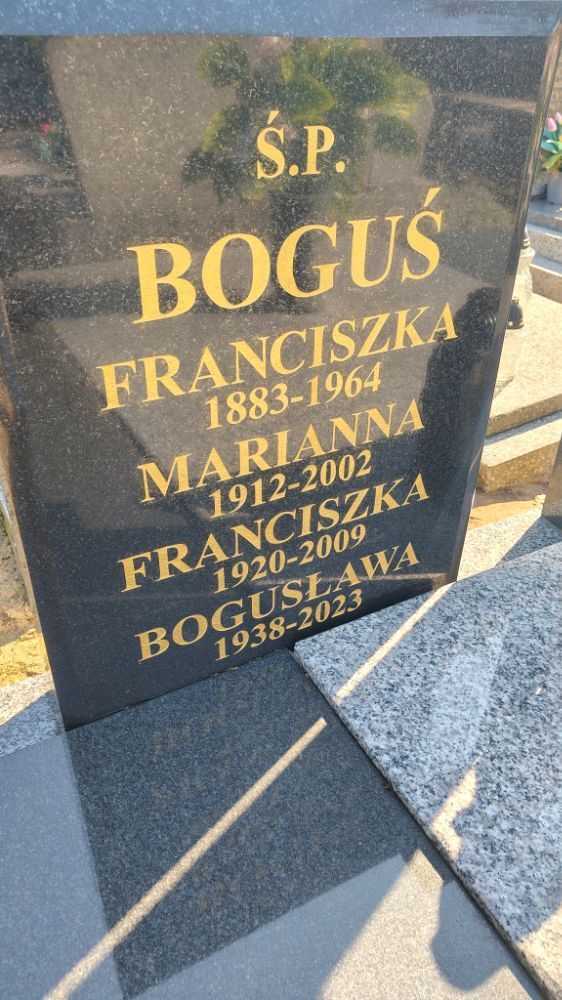 Ś.P.
BOGUŚ
FRANCISZKA
1883-1964
MARIANNA
1912-2002
FRANCISZKA
1920-2009
BOGUSŁAWA
1938-2023